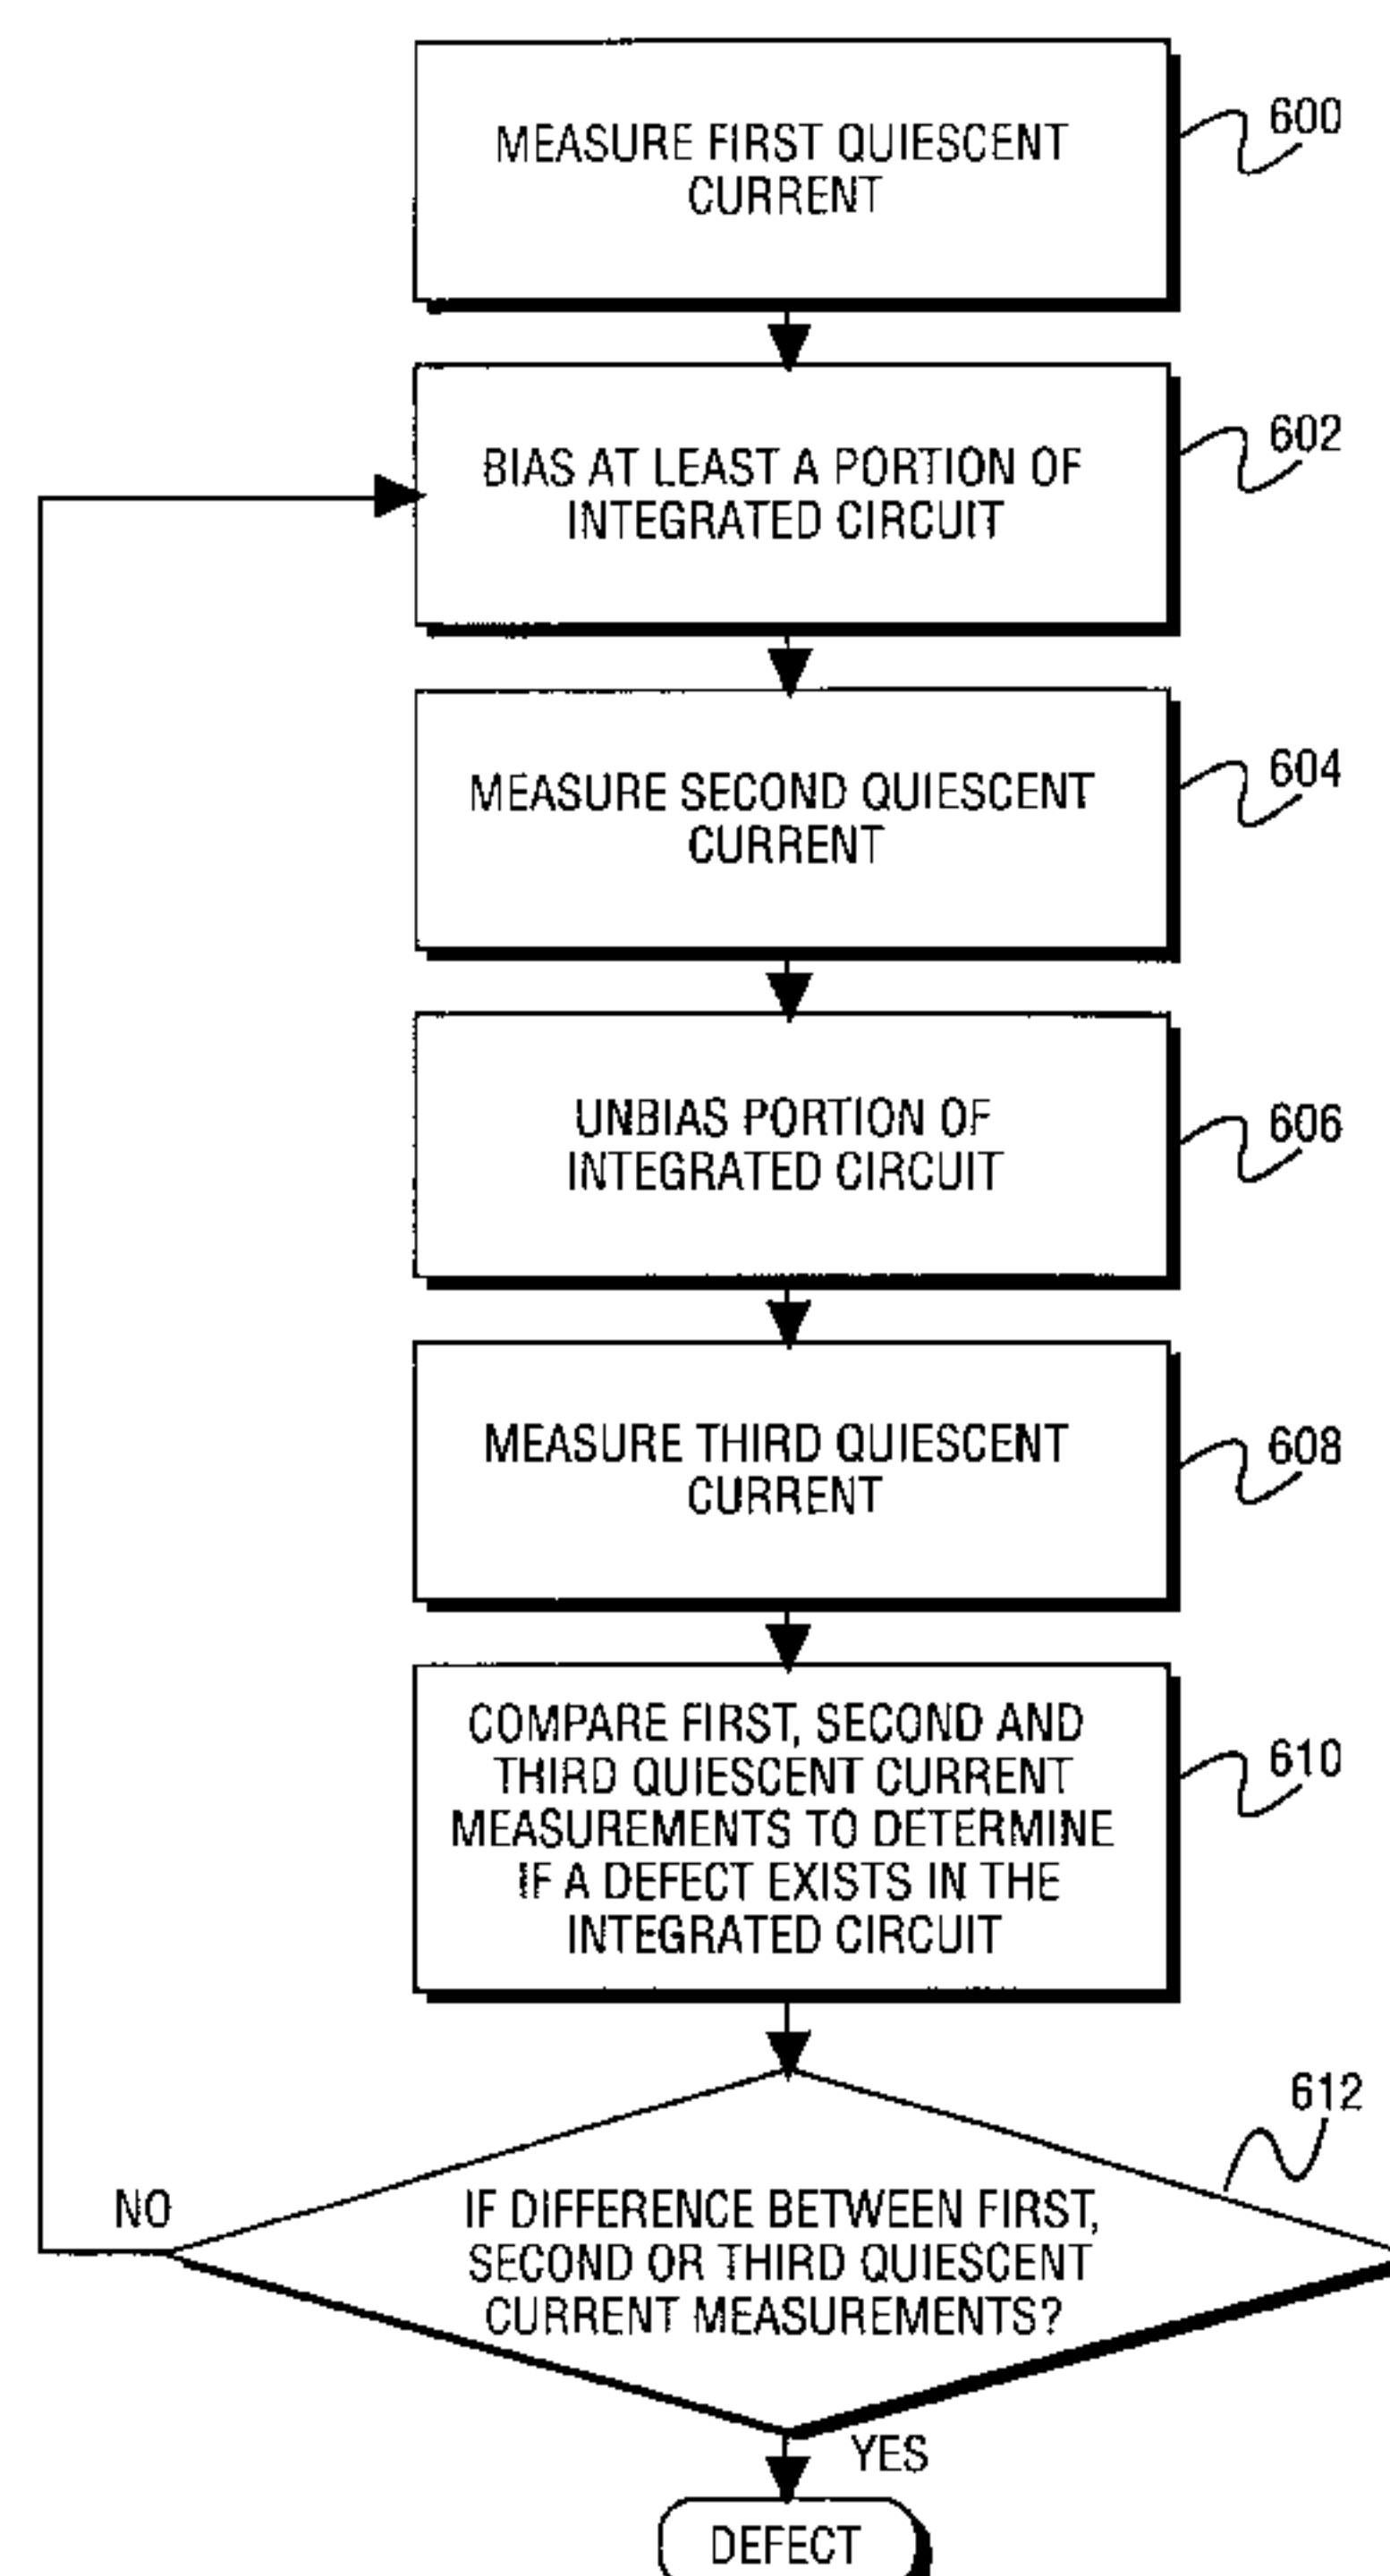 MEASURE FIRST QUIESCENT
CURRENT
600
BIAS AT LEAST A PORTION OF
INTEGRATED CIRCUIT
602
MEASURE SECOND QUIESCENT
CURRENT
604
UNBIAS PORTION OF
INTEGRATED CIRCUIT
606
MEASURE THIRD QUIESCENT
CURRENT
608
COMPARE FIRST, SECOND AND
THIRD QUIESCENT CURRENT
MEASUREMENTS TO DETERMINE
IF A DEFECT EXISTS IN THE
INTEGRATED CIRCUIT
610
612
NO
IF DIFFERENCE BETWEEN FIRST,
SECOND OR THIRD QUIESCENT
CURRENT MEASUREMENTS?
YES
DEFECT